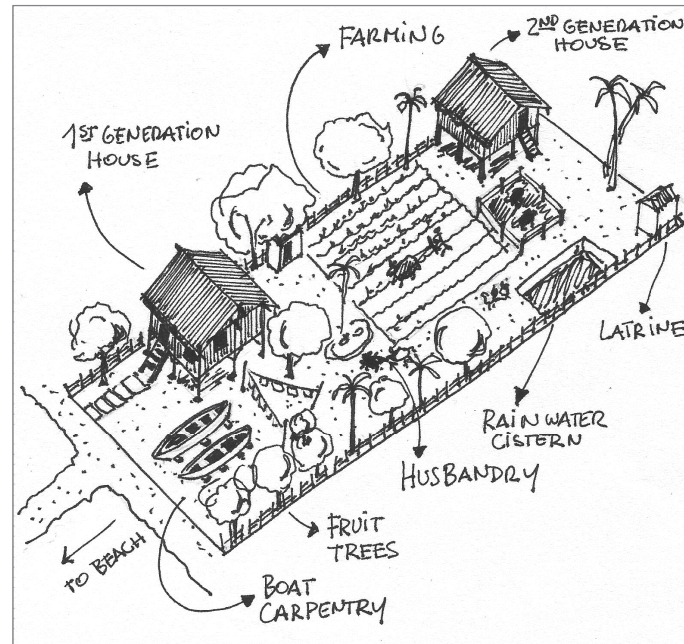 FARMING
2ND GENERATION
HOUSE
1ST GENERATION
HOUSE
LATRINE
RAIN WATER
CISTERN
HUSBANDRY
FRUIT
TREES
TO BEACH
BOAT
CARPENTRY